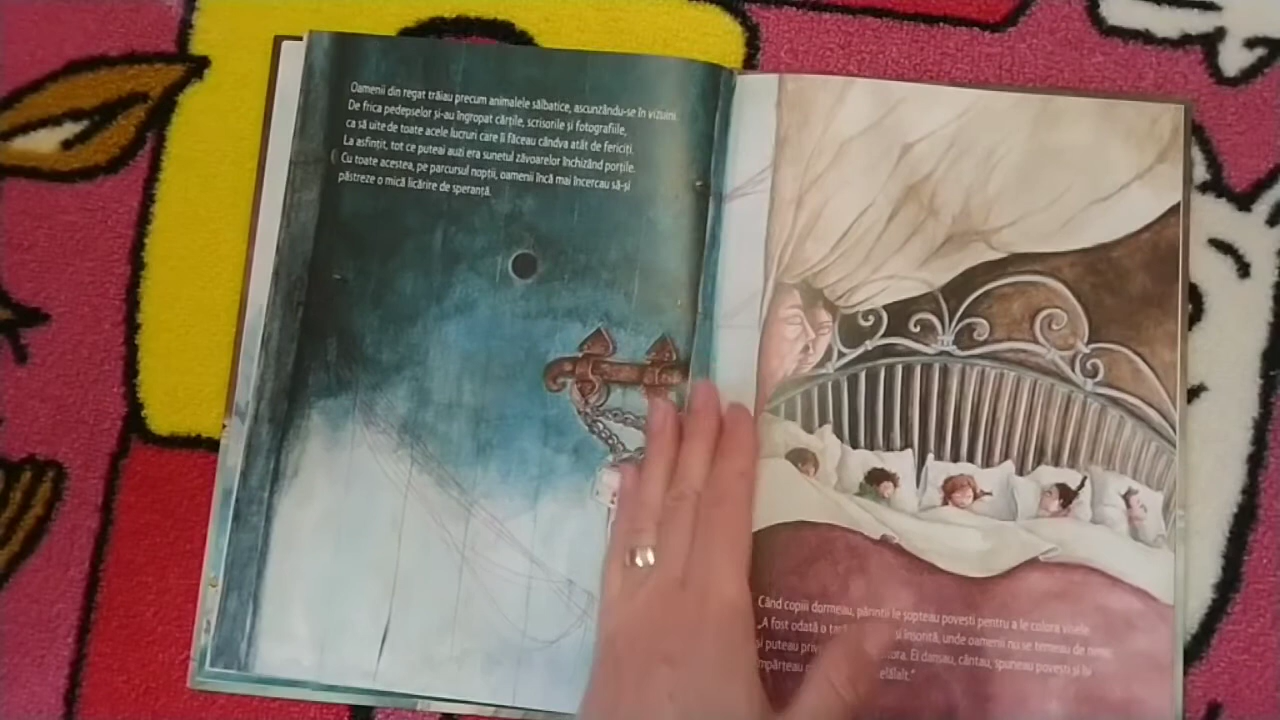 Oamenii din regat trăiau precum animalele sălbatice, ascunzându-se în vizuini.
De frica pedepselor și-au îngropat cărțile, scrisorile și fotografiile,
ca să uite de toate acele lucruri care îi făceau cândva atât de fericiți.
La asfințit, tot ce puteai auzi era sunetul zăvoarelor închizând porțile.
Cu toate acestea, pe parcursul nopții, oamenii încă mai încercau să-și
păstreze o mică licărire de speranță.
Când copiii dormeau, părinții le șopteau povești pentru a le colora visele.
„A fost odată o țară și însorită, unde oamenii nu se temeau de nimic
și puteau privi Ei dansau, cântau, spuneau povești și își
împărțeau